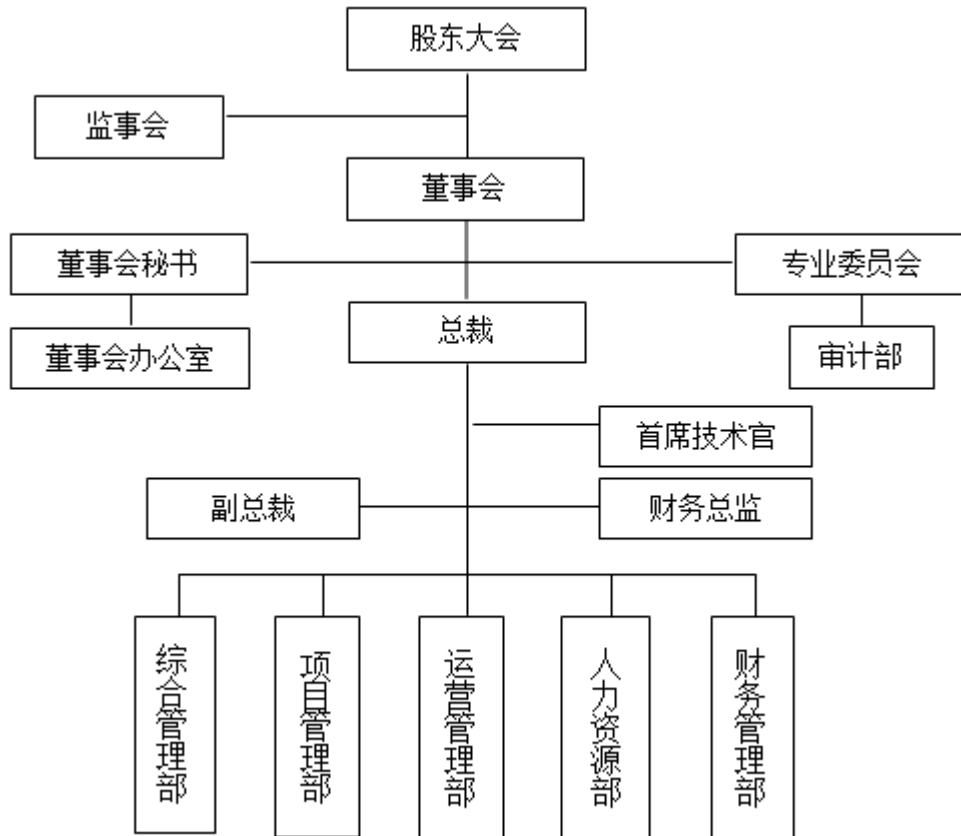 股东大会
监事会
董事会
董事会秘书
专业委员会
总裁
董事会办公室
审计部
首席技术官
副总裁
财务总监
综合管理部
项目管理部
运营管理部
人力资源部
财务管理部